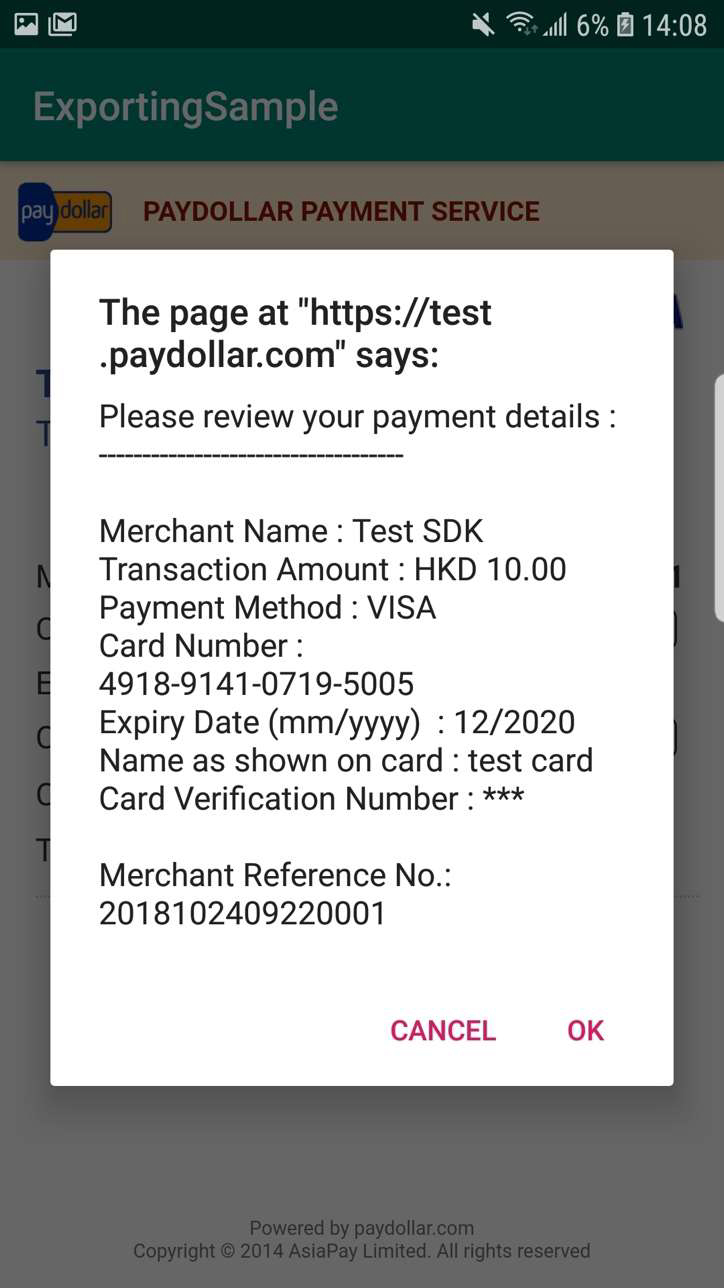 6% 14:08
ExportingSample
paydollar PAYDOLLAR PAYMENT SERVICE
The page at "https://test
.paydollar.com" says:
Please review your payment details :
-----------------------------------
Merchant Name : Test SDK
Transaction Amount : HKD 10.00
Payment Method : VISA
Card Number :
4918-9141-0719-5005
Expiry Date (mm/yyyy)  : 12/2020
Name as shown on card : test card
Card Verification Number : ***
Merchant Reference No.:
2018102409220001
CANCEL OK
Powered by paydollar.com
Copyright © 2014 AsiaPay Limited. All rights reserved